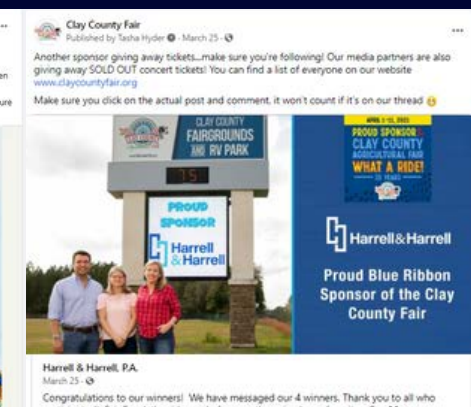 Clay County Fair
Published by Tasha Hyder · March 25 ·
Another sponsor giving away tickets...make sure you're following! Our media partners are also
giving away SOLD OUT concert tickets! You can find a list of everyone on our website
www.claycountyfair.org
Make sure you click on the actual post and comment, it won't count if it's on our thread
CLAY COUNTY
FAIRGROUNDS
AND RV PARK
75
PROUD
SPONSOR
Harrell
& Harrell
PROUD SPONSOR
CLAY COUNTY
AGRICULTURAL FAIR
WHAT A RIDE!
35 YEARS
Harrell & Harrell
Proud Blue Ribbon
Sponsor of the Clay
County Fair
Harrell & Harrell, P.A.
March 25 ·
Congratulations to our winners! We have messaged our 4 winners. Thank you to all who